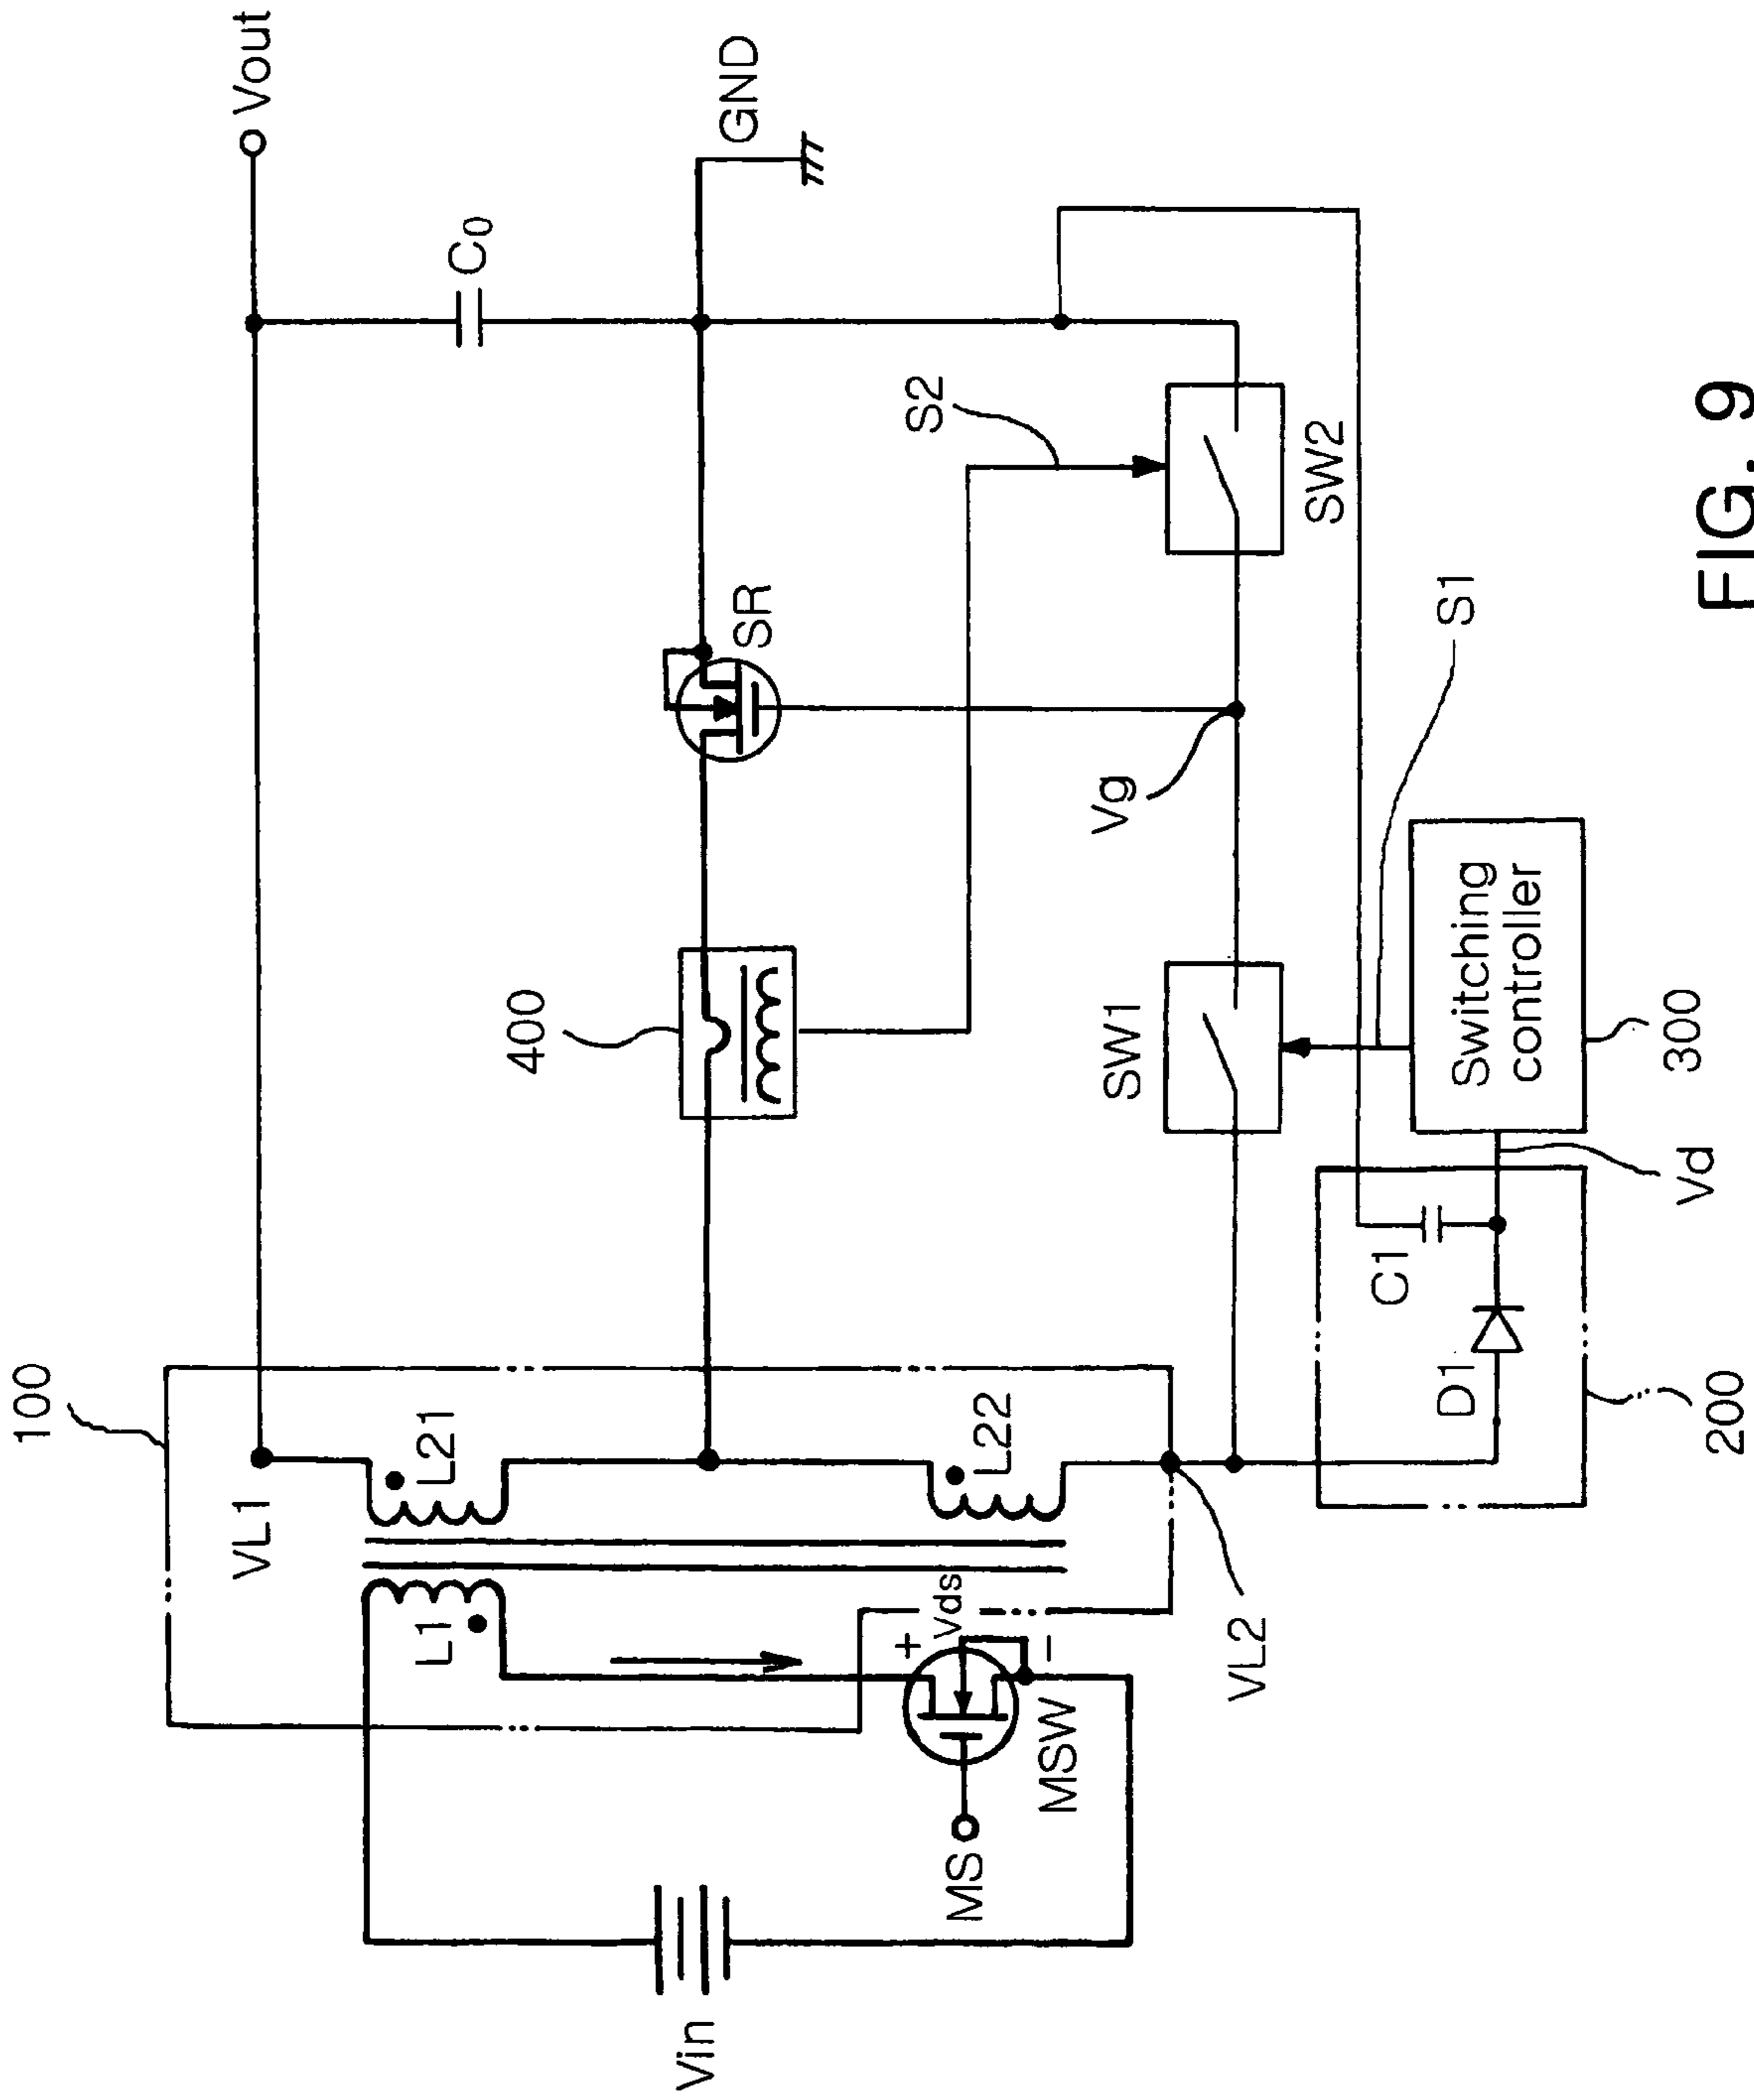 100
VL1
L21
L1
L22
Vin
MS
MSW
+
Vds
−
VL2
400
SR
C0
Vout
GND
S2
Vg
SW1
SW2
S1
C1
D1
Vd
200
Switching
controller
300
FIG. 9